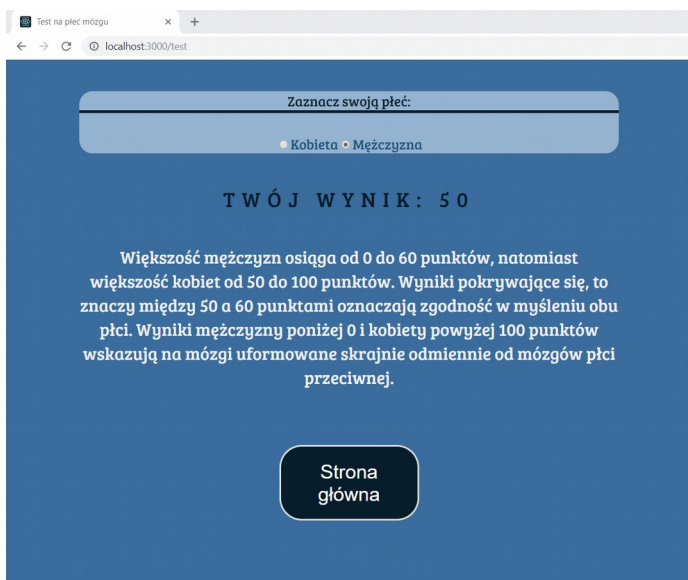 Test na płeć mózgu
localhost:3000/test
Zaznacz swoją płeć:
Kobieta Mężczyzna
TWÓJ WYNIK: 50
Większość mężczyzn osiąga od 0 do 60 punktów, natomiast
większość kobiet od 50 do 100 punktów. Wyniki pokrywające się, to
znaczy między 50 a 60 punktami oznaczają zgodność w myśleniu obu
płci. Wyniki mężczyzny poniżej 0 i kobiety powyżej 100 punktów
wskazują na mózgi uformowane skrajnie odmiennie od mózgów płci
przeciwnej.
Strona
główna